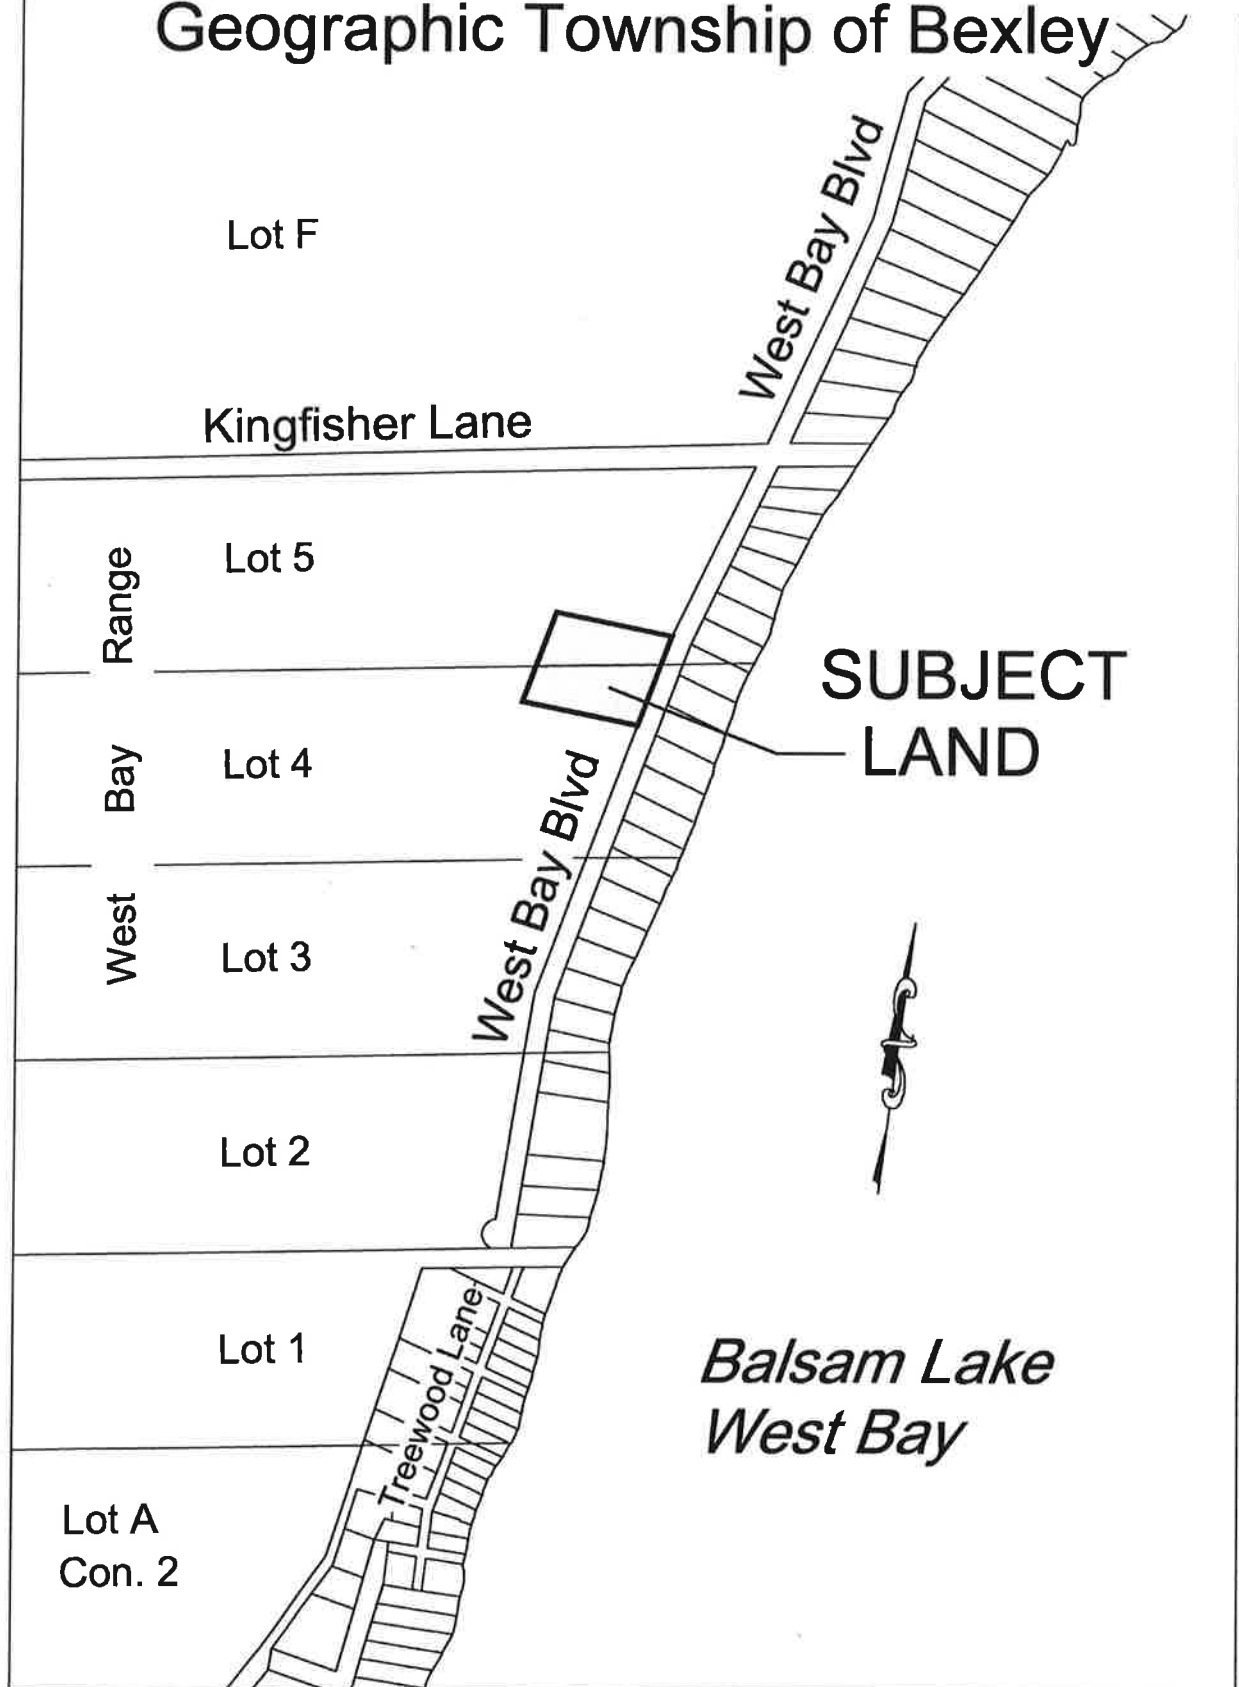 Geographic Township of Bexley
West Bay Blvd
Lot F
Kingfisher Lane
Lot 5
West Bay Range
SUBJECT
LAND
Lot 4
West Bay Blvd
Lot 3
Lot 2
Lot 1
Treewood Lane
Balsam Lake
West Bay
Lot A
Con. 2